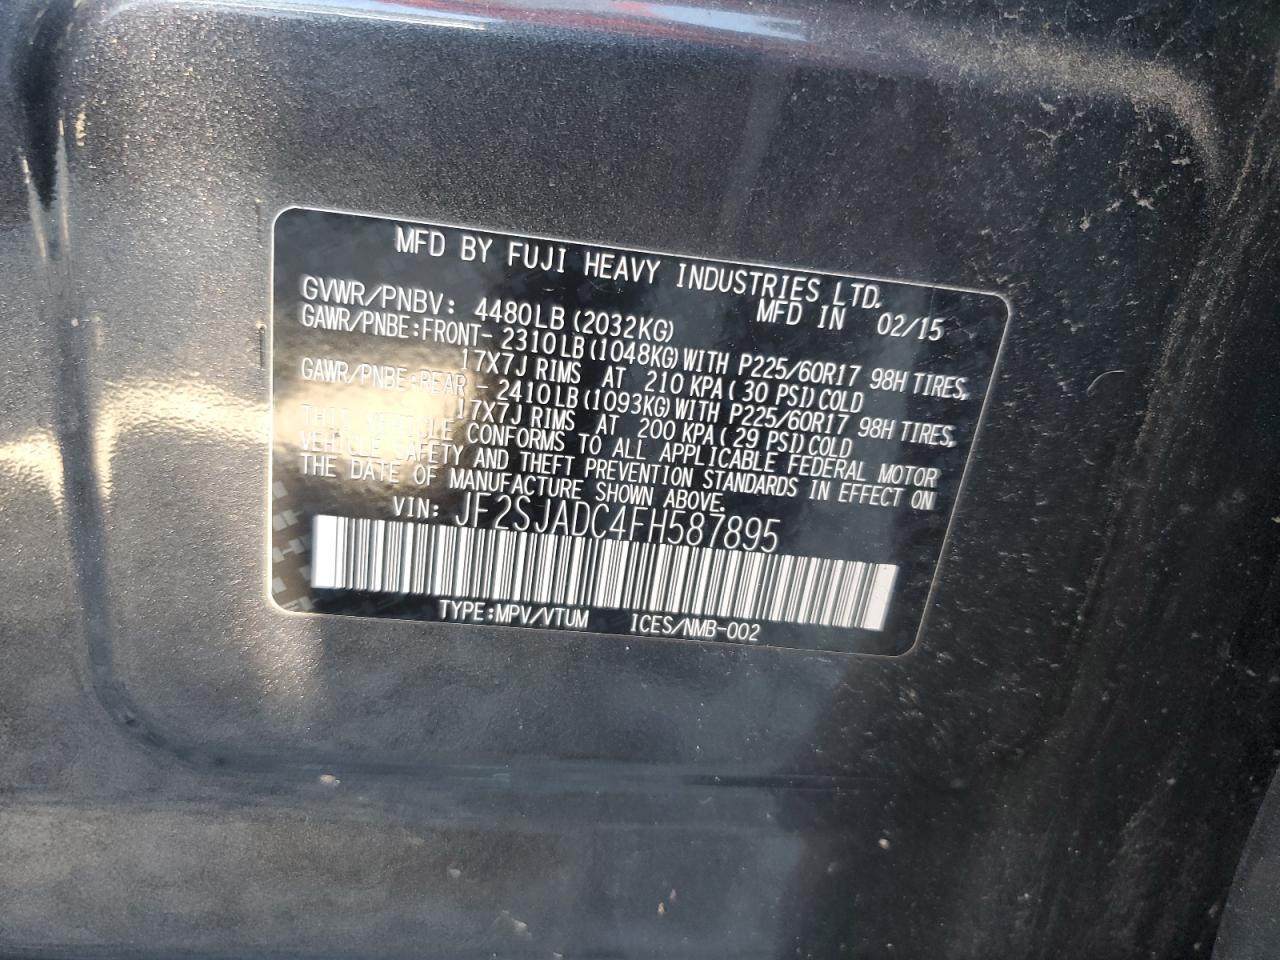 MFD BY FUJI HEAVY INDUSTRIES LTD.
MFD IN 02/15
GVWR/PNBV: 4480LB (2032KG)
GAWR/PNBE:FRONT- 2310LB (1048KG) WITH P225/60R17 98H TIRES,
17X7J RIMS AT 210 KPA (30 PSI) COLD
GAWR/PNBE:REAR - 2410LB (1093KG) WITH P225/60R17 98H TIRES,
17X7J RIMS AT 200 KPA (29 PSI) COLD
THIS VEHICLE CONFORMS TO ALL APPLICABLE FEDERAL MOTOR
VEHICLE SAFETY AND THEFT PREVENTION STANDARDS IN EFFECT ON
THE DATE OF MANUFACTURE SHOWN ABOVE.
VIN: JF2SJADC4FH587895
TYPE:MPV/VTUM ICES/NMB-002